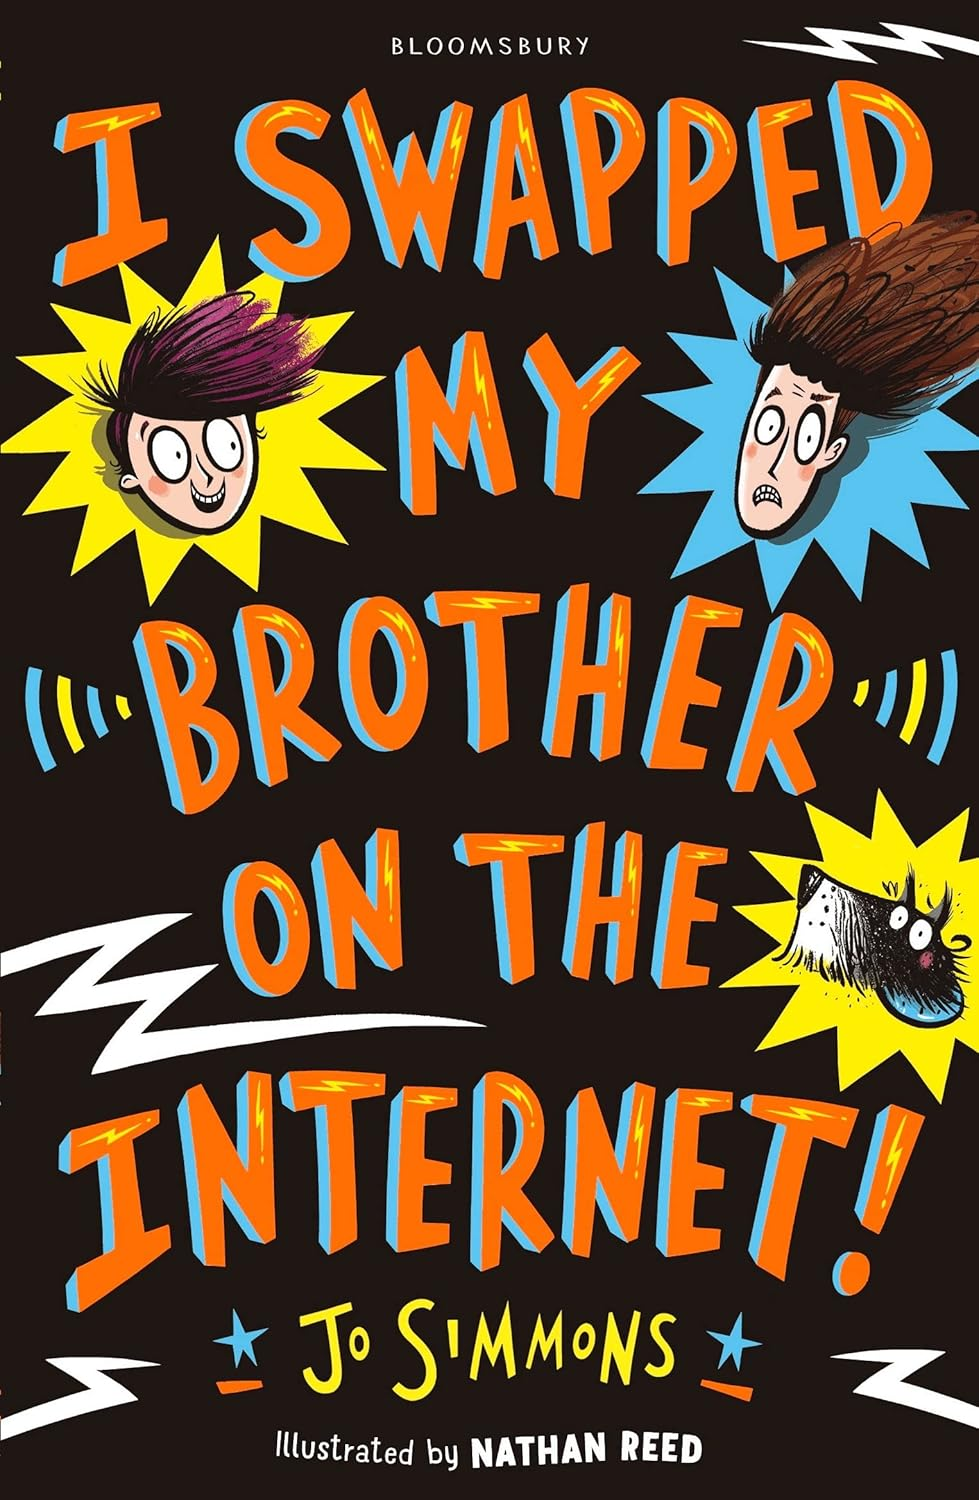 BLOOMSBURY
I SWAPPED
MY
BROTHER
ON THE
INTERNET!
JO SIMMONS
Illustrated by NATHAN REED